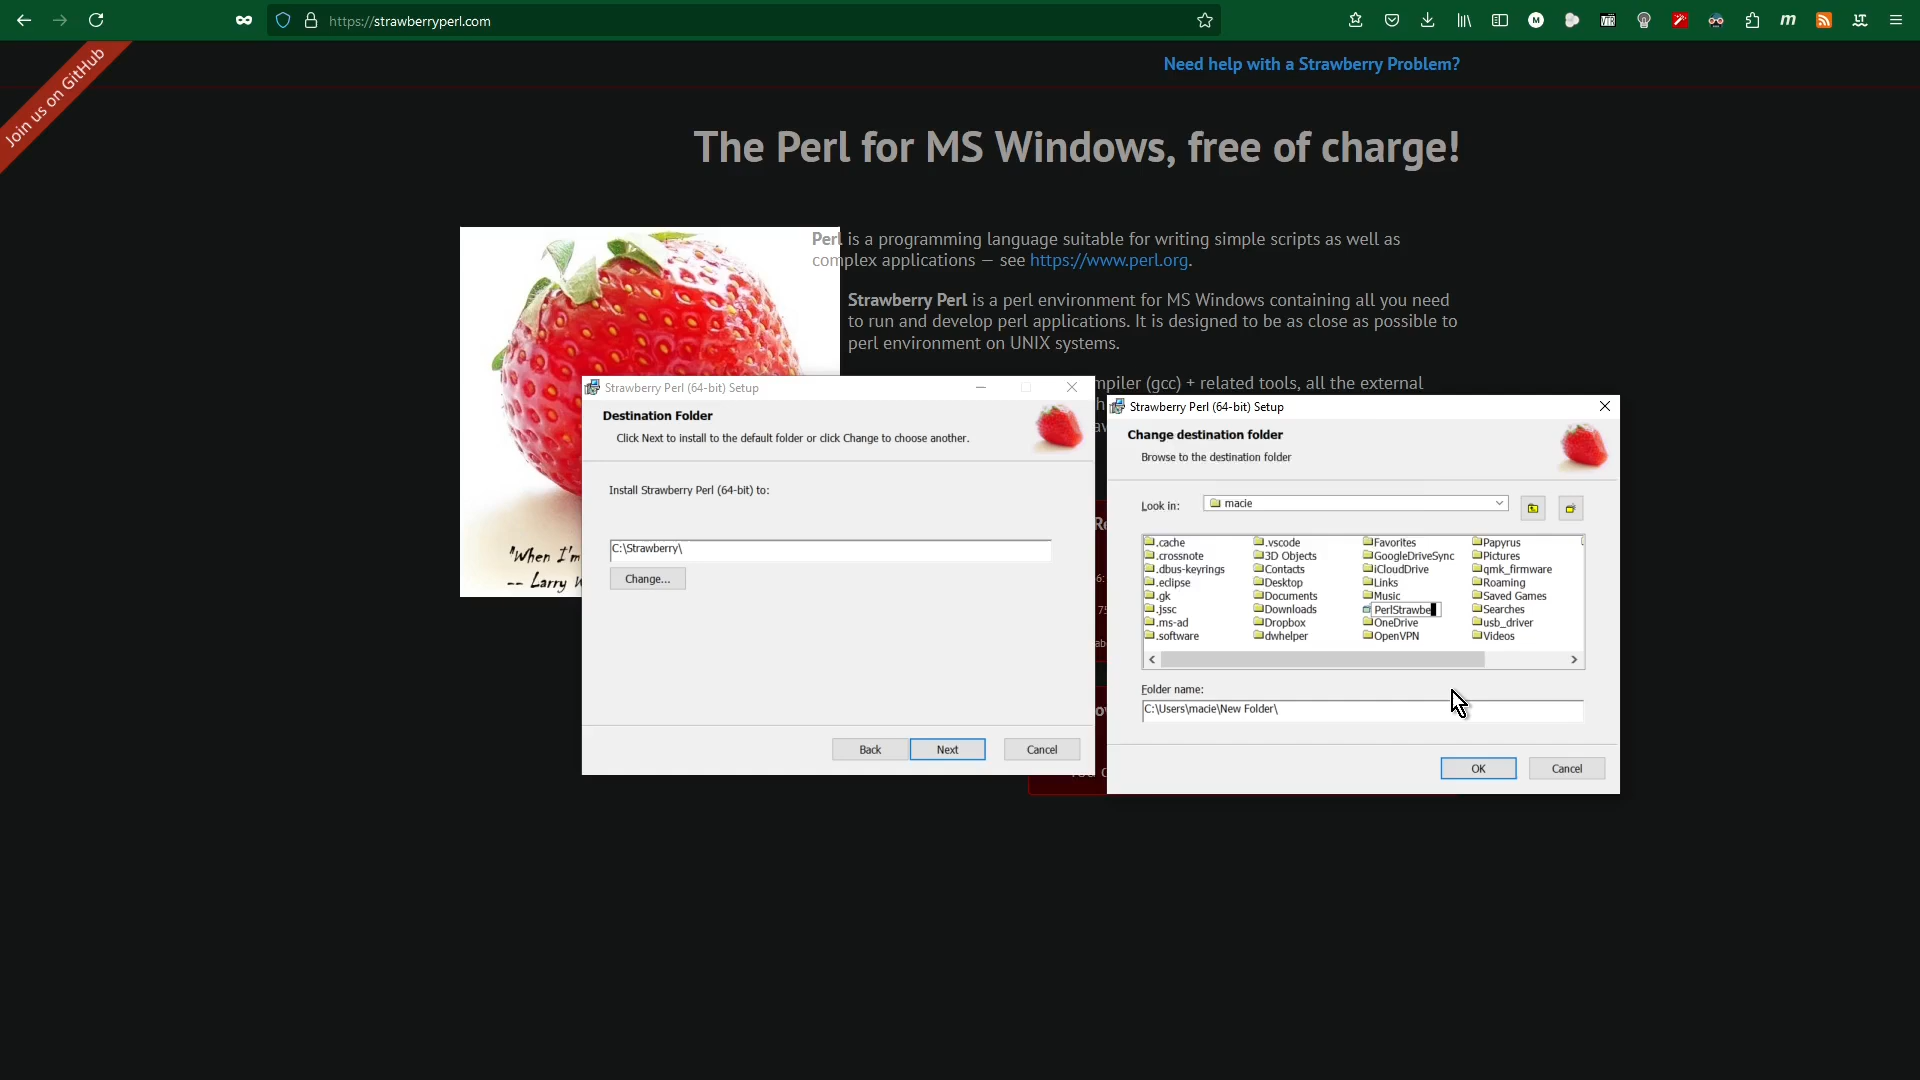 https://strawberryperl.com
Join us on GitHub
Need help with a Strawberry Problem?
The Perl for MS Windows, free of charge!
Perl is a programming language suitable for writing simple scripts as well as
complex applications — see https://www.perl.org.
Strawberry Perl is a perl environment for MS Windows containing all you need
to run and develop perl applications. It is designed to be as close as possible to
perl environment on UNIX systems.
mpiler (gcc) + related tools, all the external
"When I'm
-- Larry W
Strawberry Perl (64-bit) Setup
Destination Folder
Click Next to install to the default folder or click Change to choose another.
Install Strawberry Perl (64-bit) to:
C:\Strawberry\
Change...
Back
Next
Cancel
Strawberry Perl (64-bit) Setup
Change destination folder
Browse to the destination folder
Look in:
macie
.cache
.crossnote
.dbus-keyrings
.eclipse
.gk
.jssc
.ms-ad
.software
.vscode
3D Objects
Contacts
Desktop
Documents
Downloads
Dropbox
dwhelper
Favorites
GoogleDriveSync
iCloudDrive
Links
Music
PerlStrawbe
OneDrive
OpenVPN
Papyrus
Pictures
qmk_firmware
Roaming
Saved Games
Searches
usb_driver
Videos
Folder name:
C:\Users\macie\New Folder\
OK
Cancel